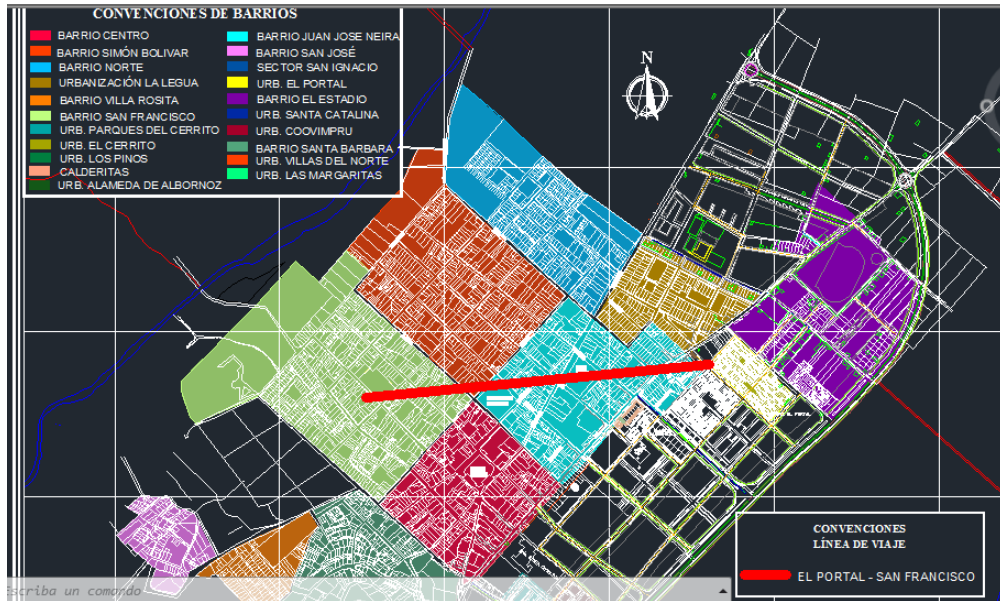 CONVENCIONES DE BARRIOS
BARRIO CENTRO
BARRIO SIMÓN BOLIVAR
BARRIO NORTE
URBANIZACIÓN LA LEGUA
BARRIO VILLA ROSITA
BARRIO SAN FRANCISCO
URB. PARQUES DEL CERRITO
URB. EL CERRITO
URB. LOS PINOS
CALDERITAS
URB. ALAMEDA DE ALBORNOZ
BARRIO JUAN JOSE NEIRA
BARRIO SAN JOSÉ
SECTOR SAN IGNACIO
URB. EL PORTAL
BARRIO EL ESTADIO
URB. SANTA CATALINA
URB. COOVIMPRU
BARRIO SANTA BARBARA
URB. VILLAS DEL NORTE
URB. LAS MARGARITAS
N
EL PORTAL
CONVENCIONES
LÍNEA DE VIAJE
EL PORTAL - SAN FRANCISCO
Escriba un comando